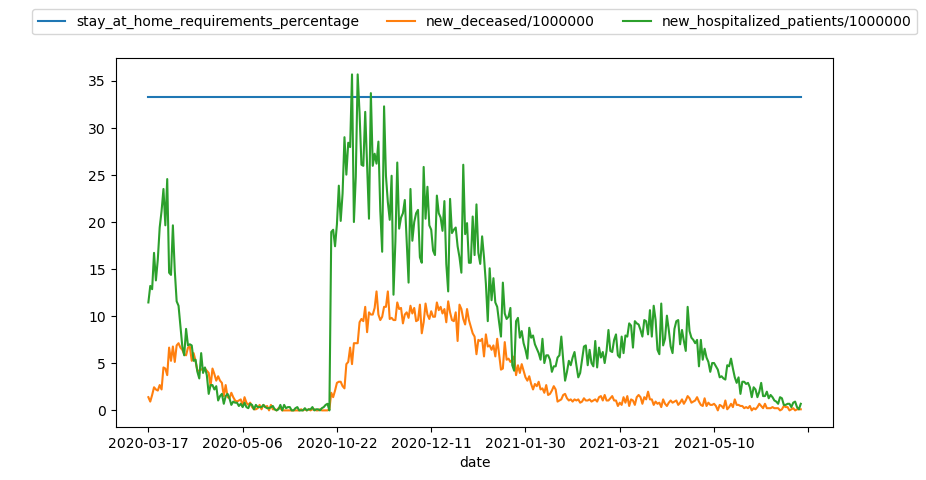 stay_at_home_requirements_percentage new_deceased/1000000 new_hospitalized_patients/1000000
35
30
25
20
15
10
5
0
2020-03-17 2020-05-06 2020-10-22 2020-12-11 2021-01-30 2021-03-21 2021-05-10
date